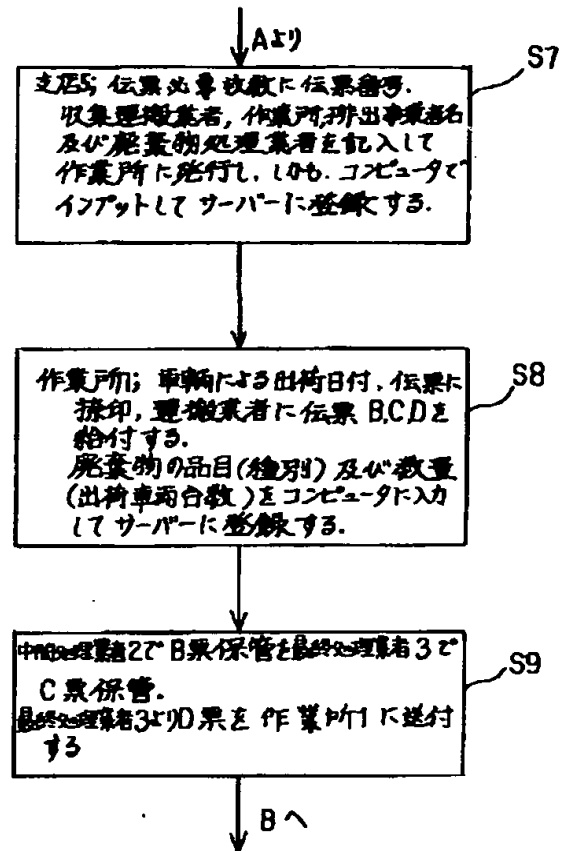 Aより
S7
支店5; 伝票必要枚数に伝票番号.
収集運搬業者, 作業所,排出事業者名
及び廃棄物処理業者を記入して
作業所に発行し, しかも, コンピュータで
インプットして サーバーに登録する.
S8
作業所1; 車輌による出荷日付, 伝票に
捺印, 運搬業者に伝票 B,C,Dを
給付する.
廃棄物の品目(種別) 及び数量
(出荷車両台数)をコンピュータに入力
して サーバーに登録する.
S9
中間処理業者2で B票保管を最終処理業者3で
C票保管.
最終処理業者3よりD票を作業所1に送付
する
Bへ